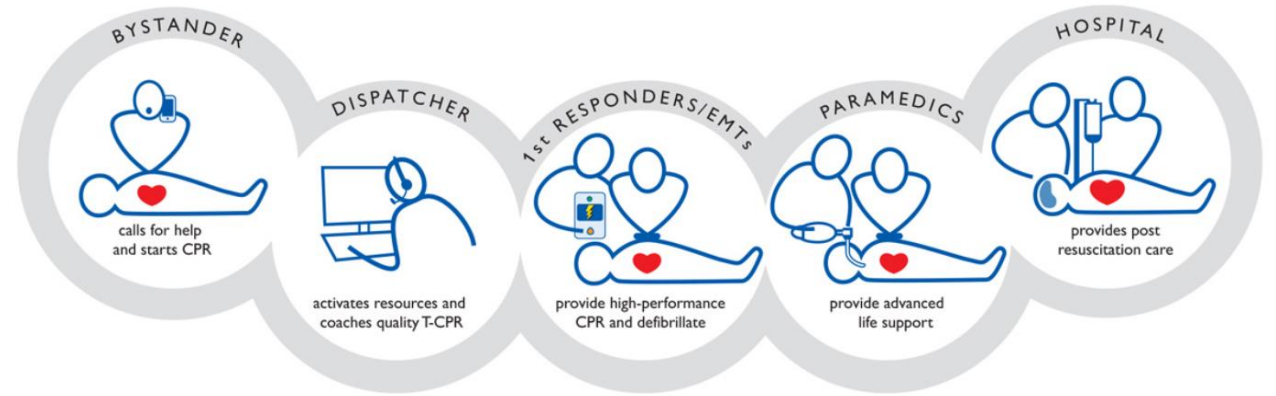 BYSTANDER
calls for help
and starts CPR
DISPATCHER
activates resources and
coaches quality T-CPR
1st RESPONDERS/EMTs
provide high-performance
CPR and defibrillate
PARAMEDICS
provide advanced
life support
HOSPITAL
provides post
resuscitation care